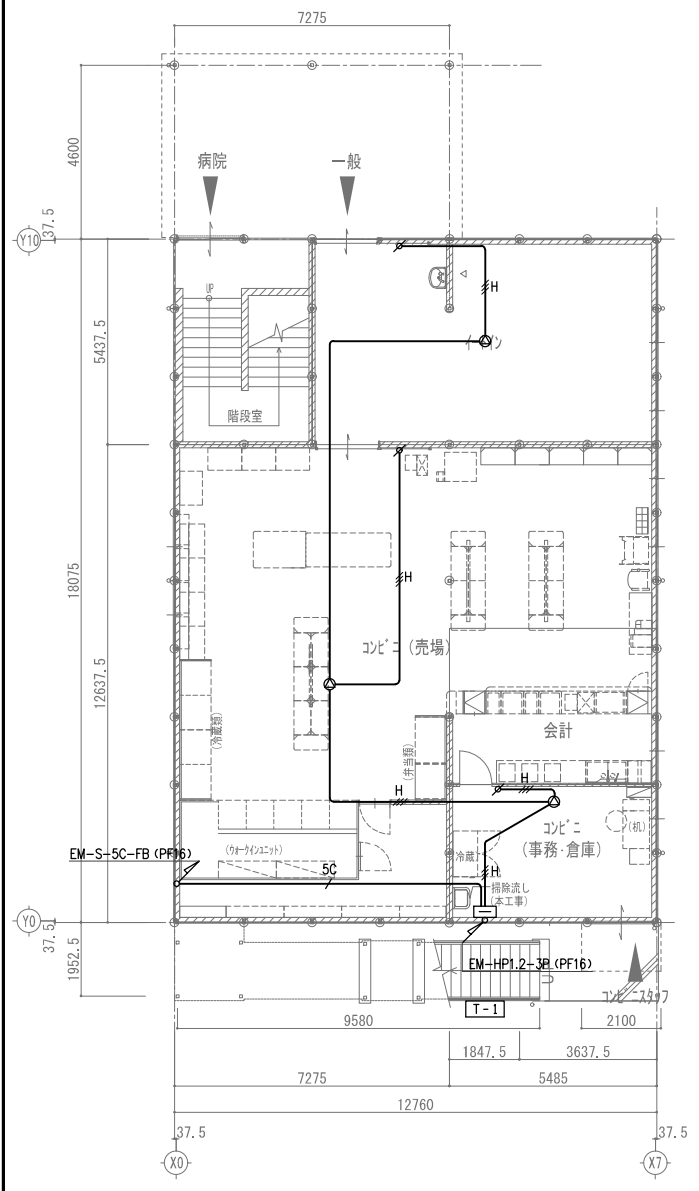 7275
4600
病院
一般
Y10
37.5
H
UP
イートイン
5437.5
階段室
18075
H
コンビニ (売場)
12637.5
(冷蔵類)
(弁当類)
会計
H
H
コンビニ
(事務・倉庫)
(机)
(ウォークインユニット)
EM-S-5C-FB (PF16)
5C
冷蔵
H
掃除流し
(本工事)
Y0
37.5
1952.5
EM-HP1.2-3P (PF16)
コンビニスタッフ
T-1
9580
2100
1847.5
3637.5
7275
5485
12760
37.5
37.5
X0
X7